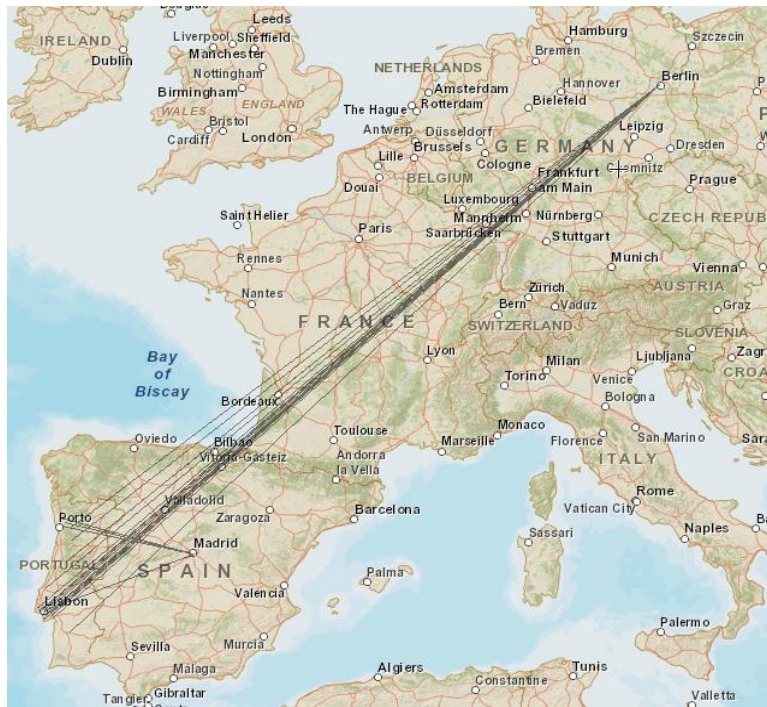 Leeds
Hamburg
Szczecin
IRELAND
Liverpool
Sheffield
Manchester
Dublin
Bremen
NETHERLANDS
Nottingham
Berlin
Birmingham
Amsterdam
Hannover
WALES
ENGLAND
The Hague
Rotterdam
Bielefeld
Bristol
Cardiff
London
Antwerp
Düsseldorf
Leipzig
GERMANY
Dresden
Lille
Brussels
Cologne
BELGIUM
Frankfurt
am Main
Douai
Prague
Luxembourg
Saint Helier
Mannheim
Nürnberg
CZECH REPUB
Paris
Saarbrücken
Stuttgart
Rennes
Munich
Vienna
Nantes
Zürich
AUSTRIA
Bern
Vaduz
Graz
FRANCE
SWITZERLAND
SLOVENIA
Bay
of
Biscay
Lyon
Milan
Ljubljana
Zagr
Torino
Venice
CROA
Bordeaux
Bologna
Oviedo
Bilbao
Toulouse
Marseille
Monaco
Florence
San Marino
Sara
Vitoria-Gasteiz
Andorra
la Vella
ITALY
Valladolid
Zaragoza
Barcelona
Rome
Porto
Vatican City
Madrid
Sassari
Naples
Ba
PORTUGAL
SPAIN
Palma
Lisbon
Valencia
Palermo
Sevilla
Murcia
Málaga
Algiers
Tunis
Tangier
Gibraltar
Constantine
Valletta